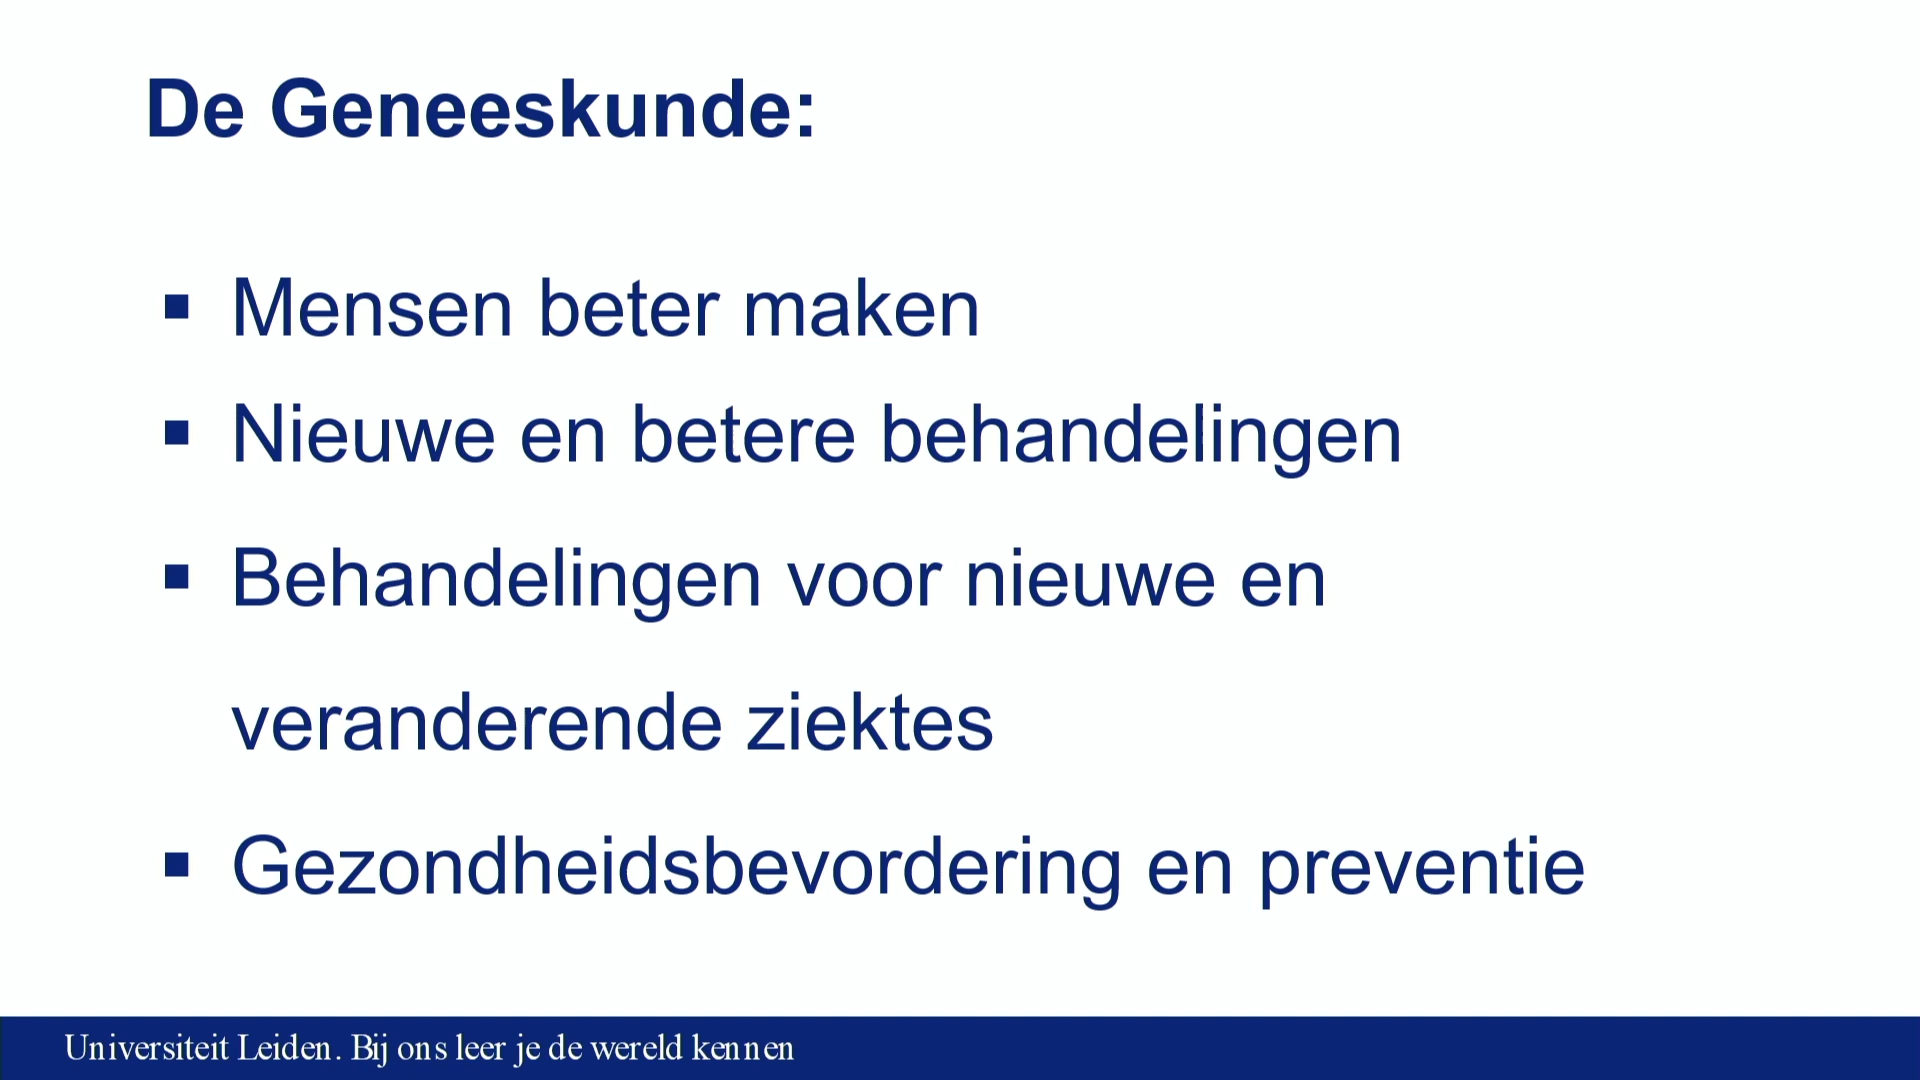 De Geneeskunde:
▪ Mensen beter maken
▪ Nieuwe en betere behandelingen
▪ Behandelingen voor nieuwe en
veranderende ziektes
▪ Gezondheidsbevordering en preventie
Universiteit Leiden. Bij ons leer je de wereld kennen